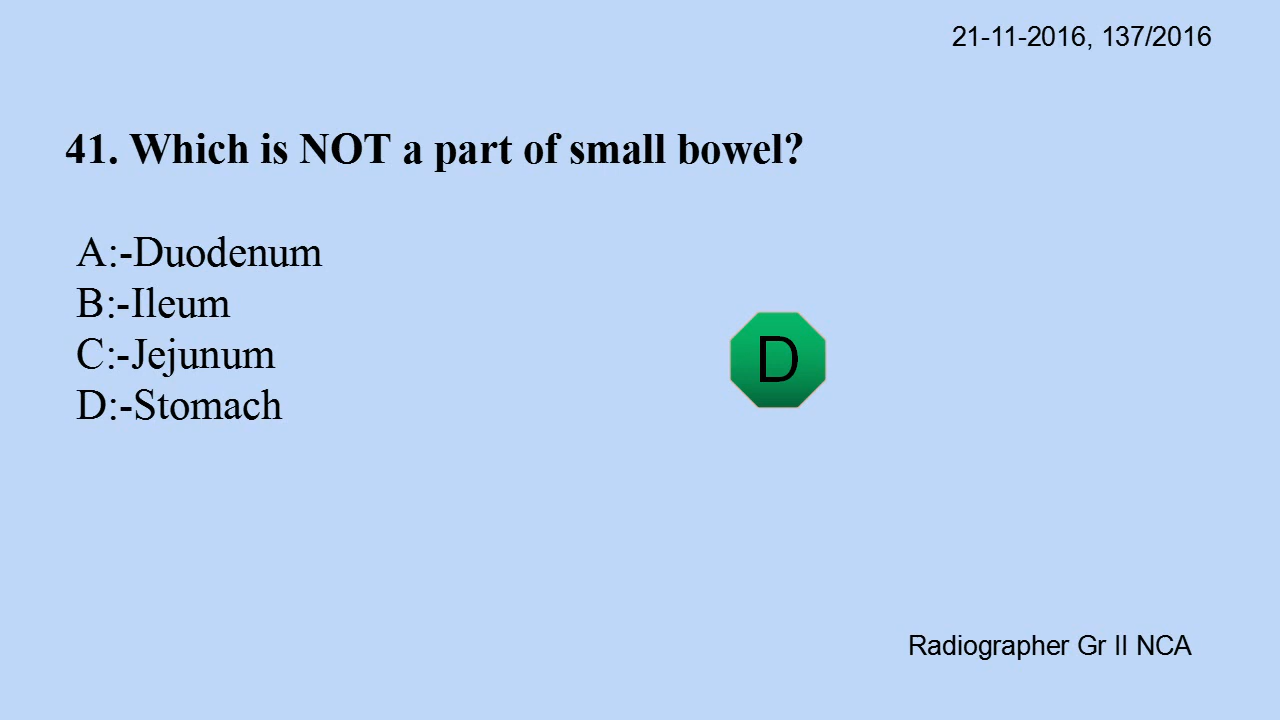 21-11-2016, 137/2016
41. Which is NOT a part of small bowel?
A:-Duodenum
B:-Ileum
C:-Jejunum
D:-Stomach
D
Radiographer Gr II NCA